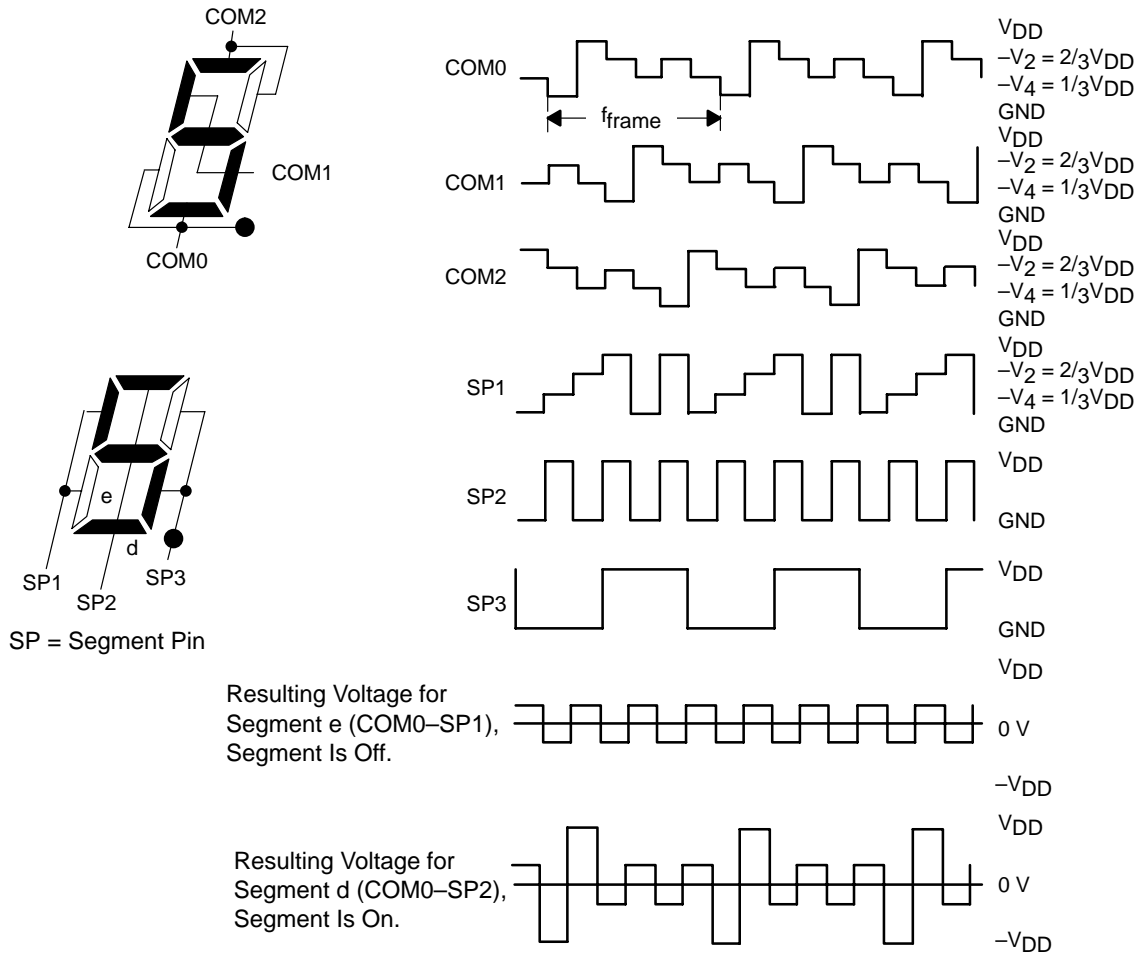 COM2
COM1
COM0
e
d
SP1
SP2
SP3
SP = Segment Pin
COM0
fframe
VDD
–V2 = 2/3VDD
–V4 = 1/3VDD
GND
COM1
VDD
–V2 = 2/3VDD
–V4 = 1/3VDD
GND
COM2
VDD
–V2 = 2/3VDD
–V4 = 1/3VDD
GND
SP1
VDD
–V2 = 2/3VDD
–V4 = 1/3VDD
GND
SP2
VDD
GND
SP3
VDD
GND
Resulting Voltage for
Segment e (COM0–SP1),
Segment Is Off.
VDD
0 V
–VDD
Resulting Voltage for
Segment d (COM0–SP2),
Segment Is On.
VDD
0 V
–VDD